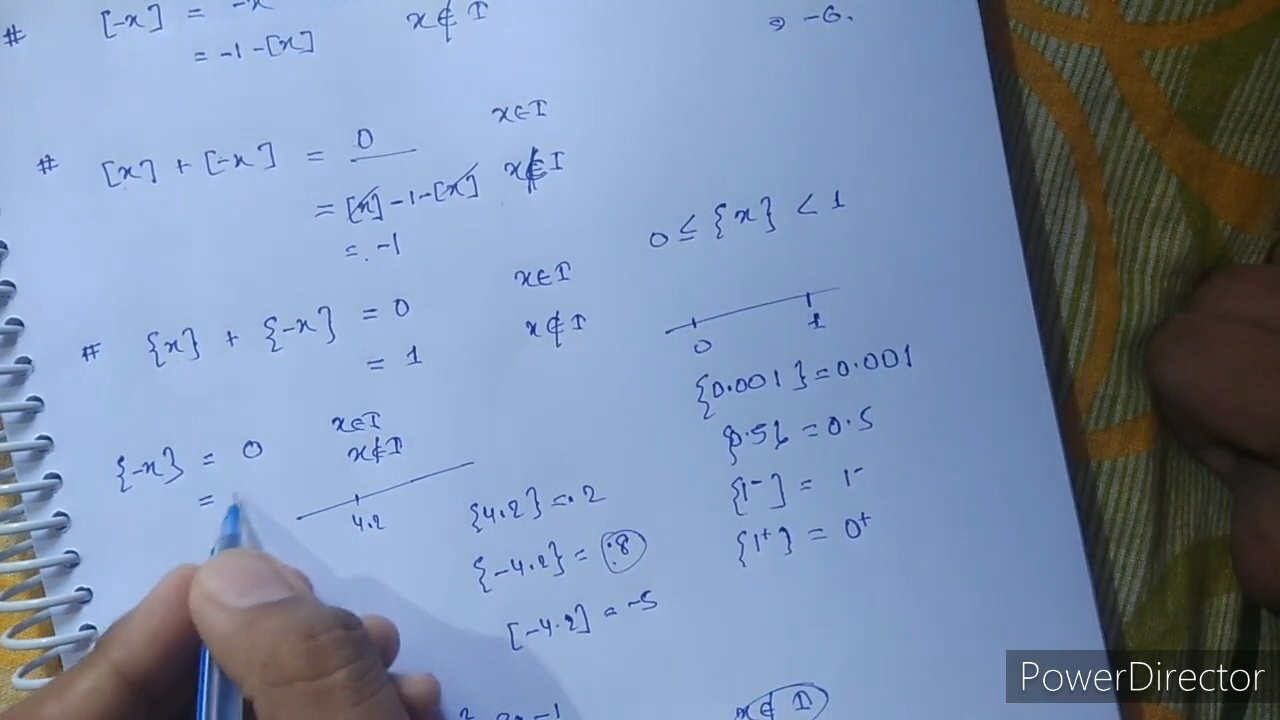 # [-x] = -x
= -1-[x] x∉I
⇒ -6.
# [x] + [-x] = 0 x∈I
= [x]-1-[x] x∉I
= -1
0 ≤ {x} < 1
# {x} + {-x} = 0 x∈I
= 1 x∉I
0 1
{0.001} = 0.001
{0.5} = 0.5
{1⁻} = 1⁻
{1⁺} = 0⁺
{-x} = 0 x∈I
= x∉I
4.2
{4.2} = .2
{-4.2} = .8
[-4.2] = -5
x∉I
PowerDirector